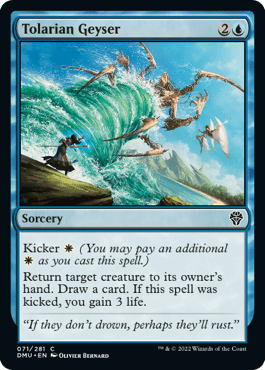 Tolarian Geyser 2
Sorcery
Kicker (You may pay an additional
as you cast this spell.)
Return target creature to its owner's
hand. Draw a card. If this spell was
kicked, you gain 3 life.
"If they don't drown, perhaps they'll rust."
071/281 C
DMU • EN Olivier Bernard
™ & © 2022 Wizards of the Coast